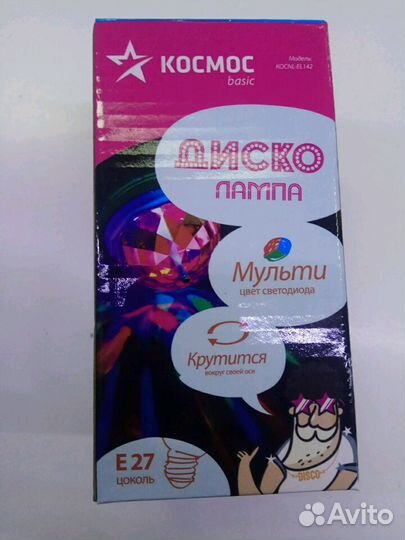 КОСМОС
basic
Модель:
KOCNL-EL142
ДИСКО
ЛАМПА
Мульти
цвет светодиода
Крутится
вокруг своей оси
E 27
ЦОКОЛЬ
DISCO
Avito